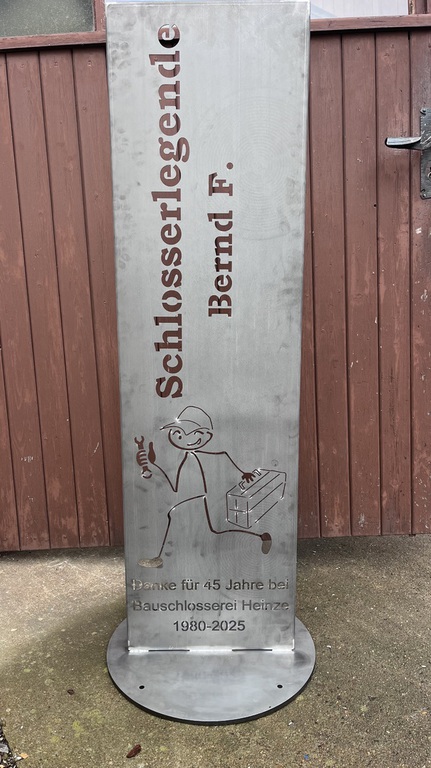 Schlosserlegende
Bernd F.
Danke für 45 Jahre bei
Bauschlosserei Heinze
1980-2025